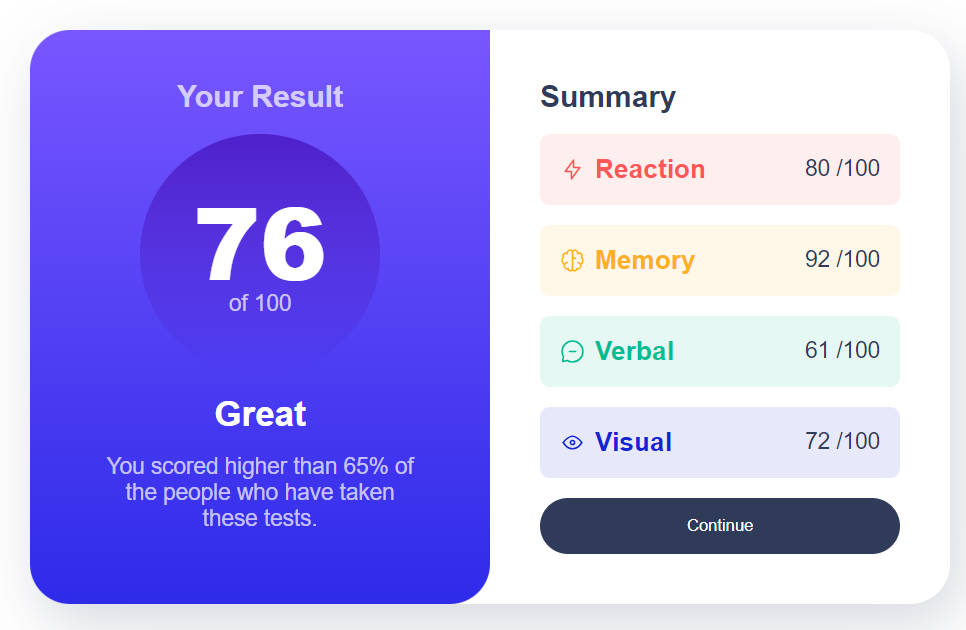 Your Result
76
of 100
Great
You scored higher than 65% of
the people who have taken
these tests.
Summary
Reaction 80 /100
Memory 92 /100
Verbal 61 /100
Visual 72 /100
Continue